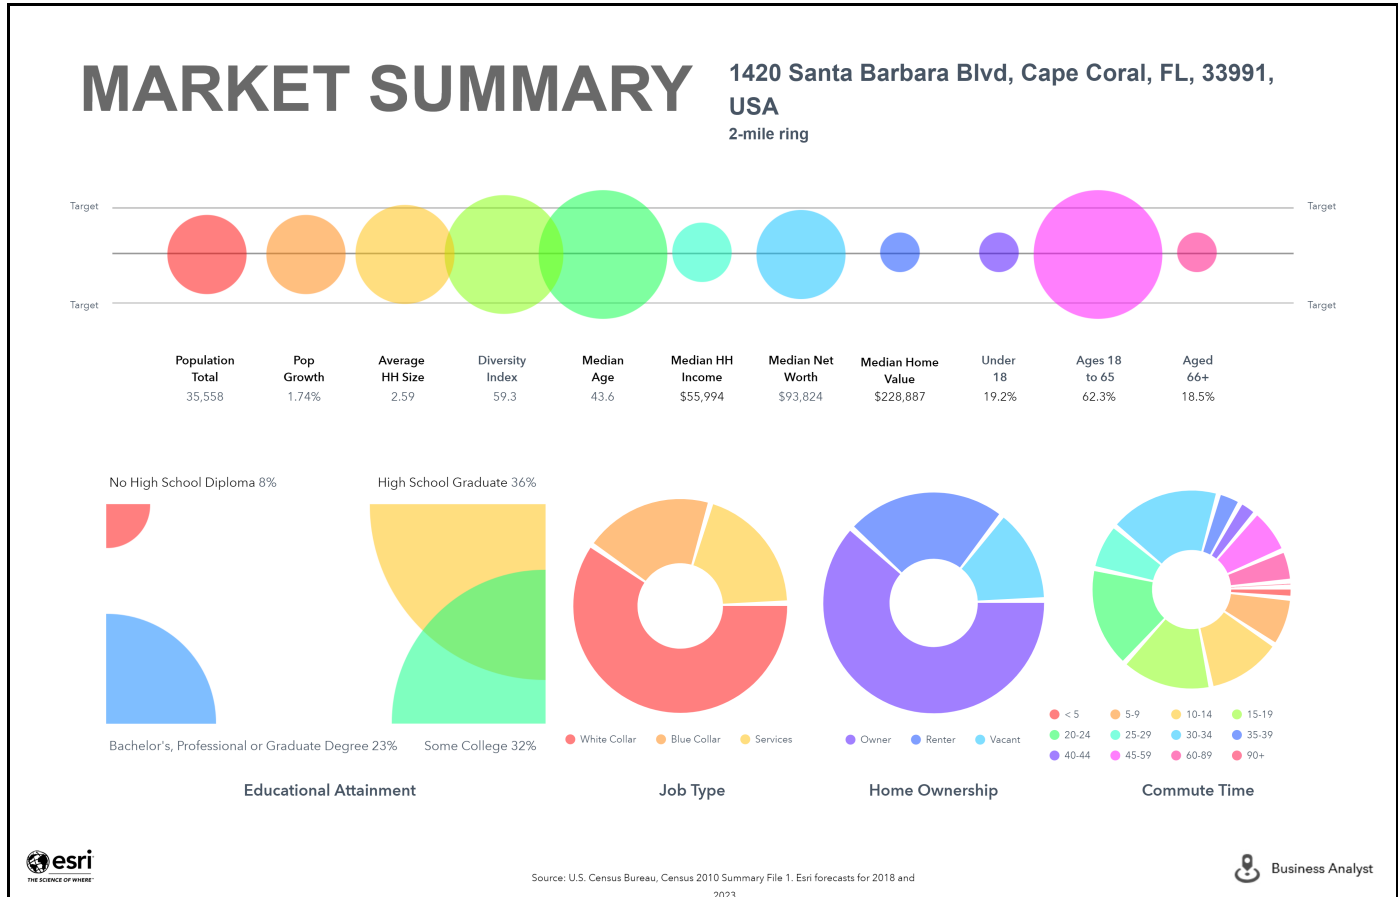 MARKET SUMMARY
1420 Santa Barbara Blvd, Cape Coral, FL, 33991,
USA
2-mile ring
Target
Target
Target
Target
Population
Total
35,558
Pop
Growth
1.74%
Average
HH Size
2.59
Diversity
Index
59.3
Median
Age
43.6
Median HH
Income
$55,994
Median Net
Worth
$93,824
Median Home
Value
$228,887
Under
18
19.2%
Ages 18
to 65
62.3%
Aged
66+
18.5%
No High School Diploma 8%
High School Graduate 36%
Bachelor's, Professional or Graduate Degree 23%
Some College 32%
Educational Attainment
White Collar
Blue Collar
Services
Job Type
Owner
Renter
Vacant
Home Ownership
< 5
5-9
10-14
15-19
20-24
25-29
30-34
35-39
40-44
45-59
60-89
90+
Commute Time
esri
THE SCIENCE OF WHERE™
Source: U.S. Census Bureau, Census 2010 Summary File 1. Esri forecasts for 2018 and
2023
Business Analyst